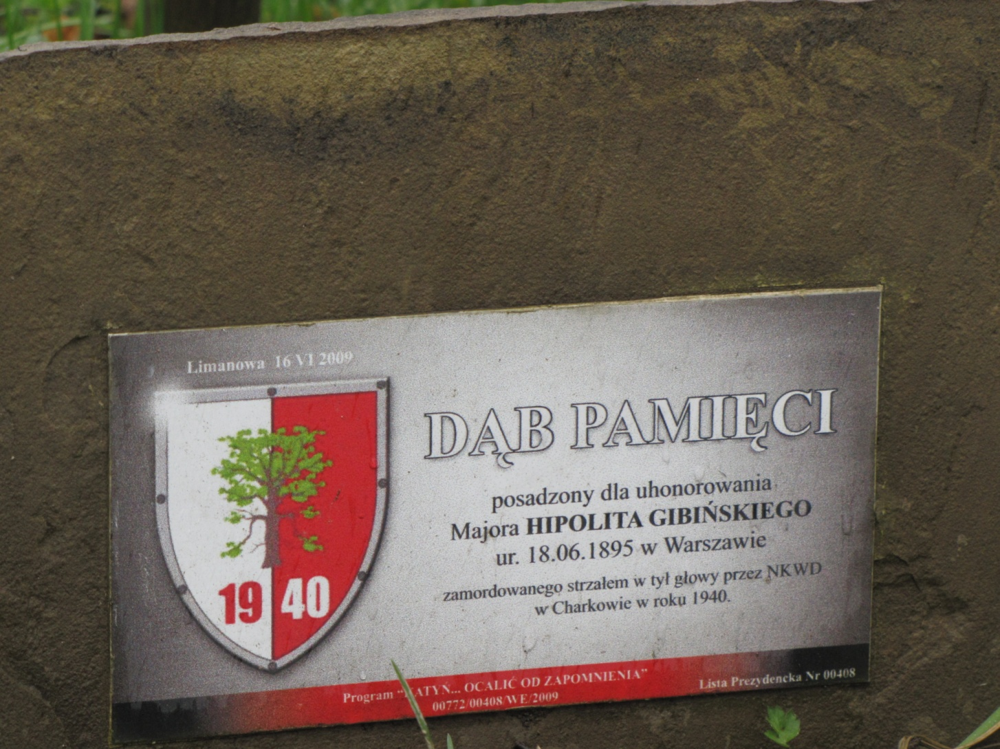 Limanowa 16 VI 2009
DĄB PAMIĘCI
posadzony dla uhonorowania
Majora HIPOLITA GIBIŃSKIEGO
ur. 18.06.1895 w Warszawie
zamordowanego strzałem w tył głowy przez NKWD
w Charkowie w roku 1940.
19 40
Program “KATYŃ... OCALIĆ OD ZAPOMNIENIA”
00772/00408/WE/2009
Lista Prezydencka Nr 00408